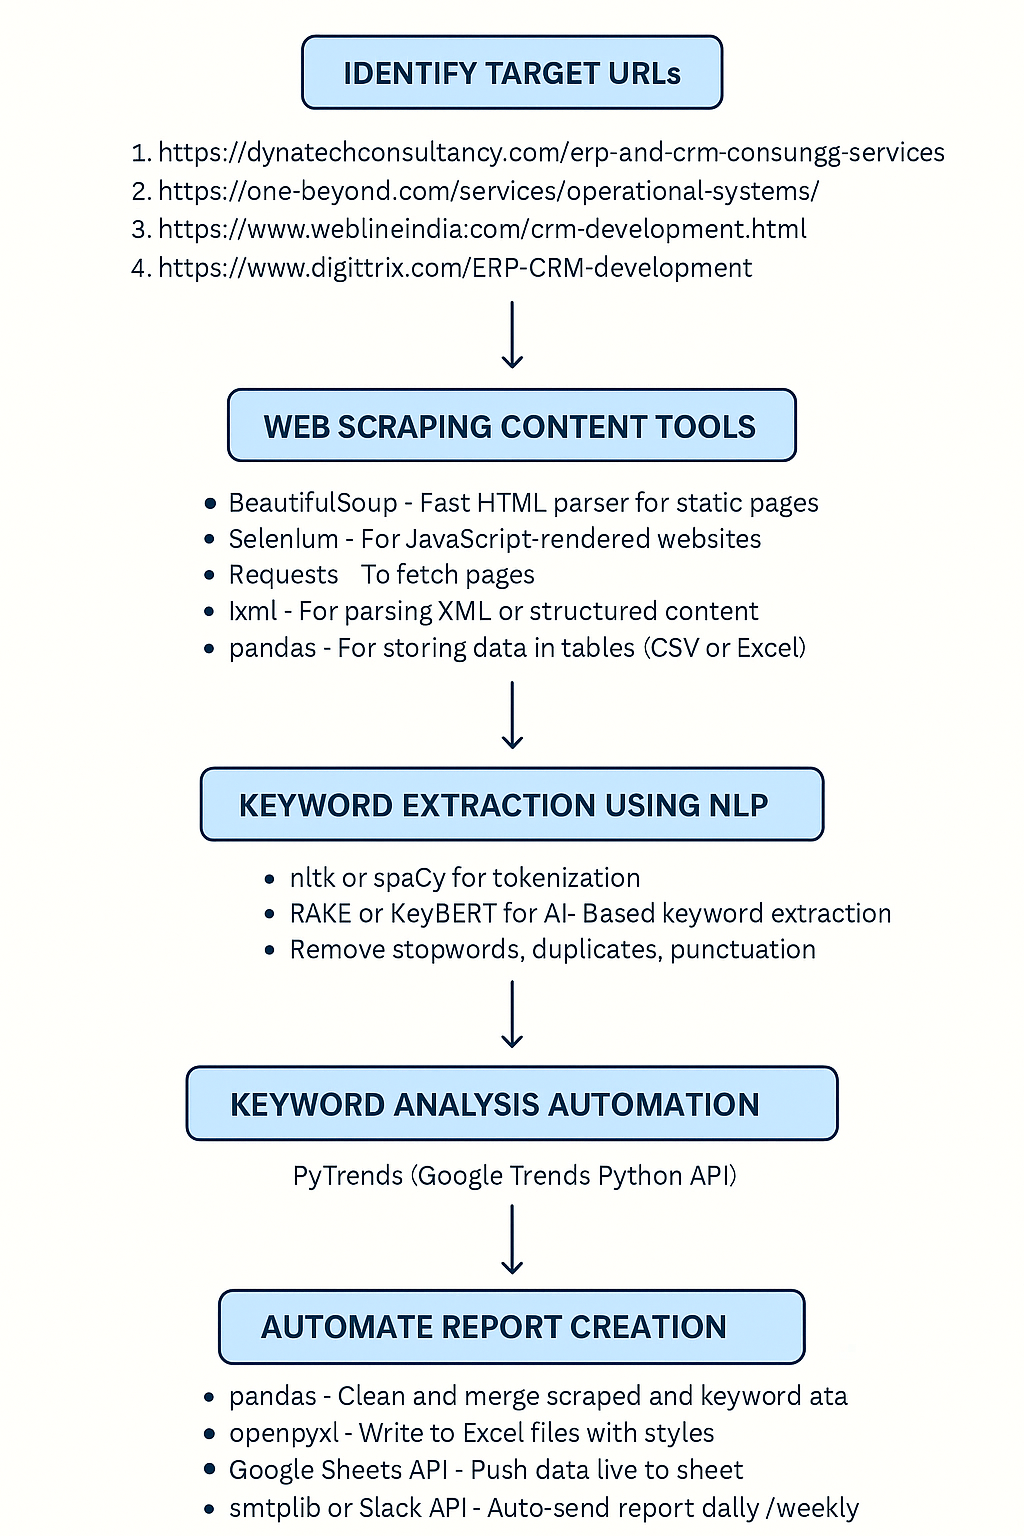 IDENTIFY TARGET URLs
1. https://dynatechconsultancy.com/erp-and-crm-consungg-services
2. https://one-beyond.com/services/operational-systems/
3. https://www.weblineindia:com/crm-development.html
4. https://www.digittrix.com/ERP-CRM-development
WEB SCRAPING CONTENT TOOLS
• BeautifulSoup - Fast HTML parser for static pages
• Selenlum - For JavaScript-rendered websites
• Requests To fetch pages
• lxml - For parsing XML or structured content
• pandas - For storing data in tables (CSV or Excel)
KEYWORD EXTRACTION USING NLP
• nltk or spaCy for tokenization
• RAKE or KeyBERT for AI- Based keyword extraction
• Remove stopwords, duplicates, punctuation
KEYWORD ANALYSIS AUTOMATION
PyTrends (Google Trends Python API)
AUTOMATE REPORT CREATION
• pandas - Clean and merge scraped and keyword ata
• openpyxl - Write to Excel files with styles
• Google Sheets API - Push data live to sheet
• smtplib or Slack API - Auto-send report dally /weekly